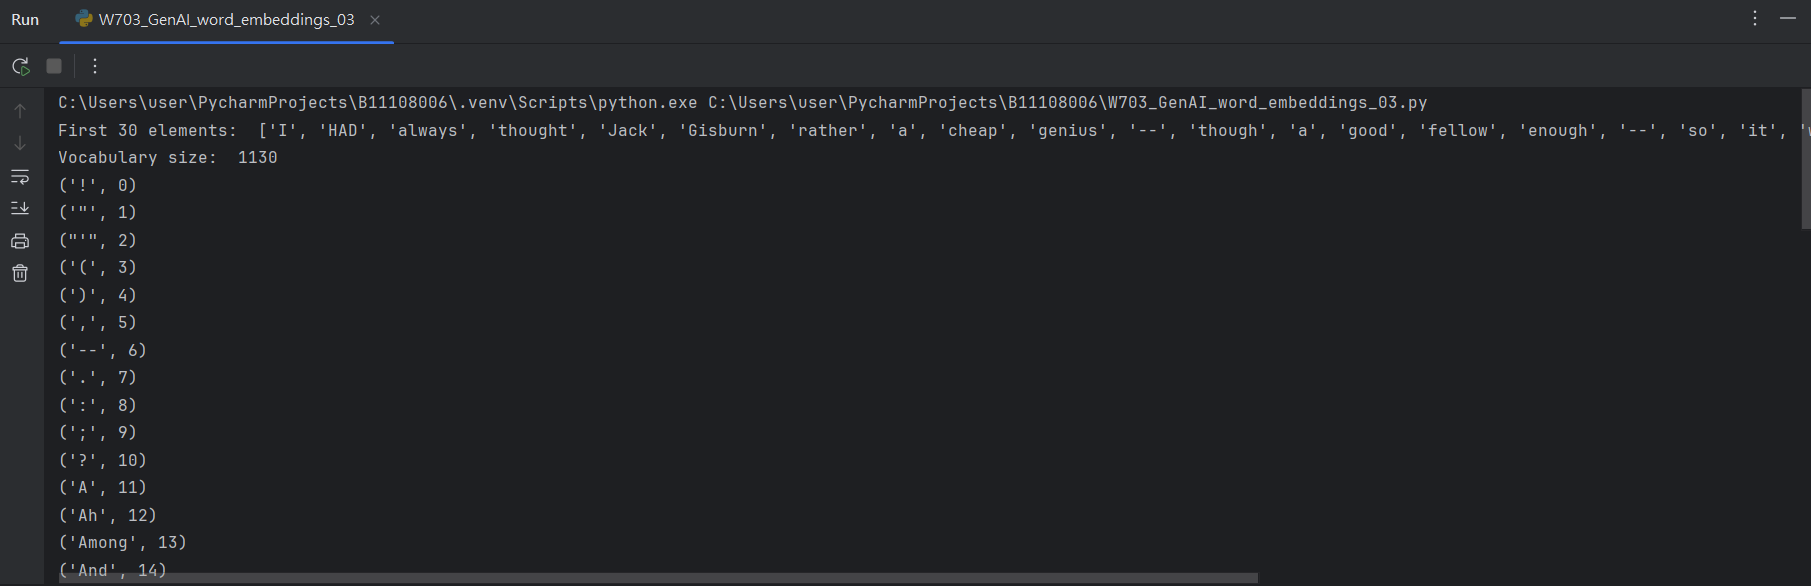 Run W703_GenAI_word_embeddings_03
C:\Users\user\PycharmProjects\B11108006\.venv\Scripts\python.exe C:\Users\user\PycharmProjects\B11108006\W703_GenAI_word_embeddings_03.py
First 30 elements:  ['I', 'HAD', 'always', 'thought', 'Jack', 'Gisburn', 'rather', 'a', 'cheap', 'genius', '--', 'though', 'a', 'good', 'fellow', 'enough', '--', 'so', 'it',
Vocabulary size:  1130
('!', 0)
('"', 1)
("'", 2)
('(', 3)
(')', 4)
(',', 5)
('--', 6)
('.', 7)
(':', 8)
(';', 9)
('?', 10)
('A', 11)
('Ah', 12)
('Among', 13)
('And', 14)